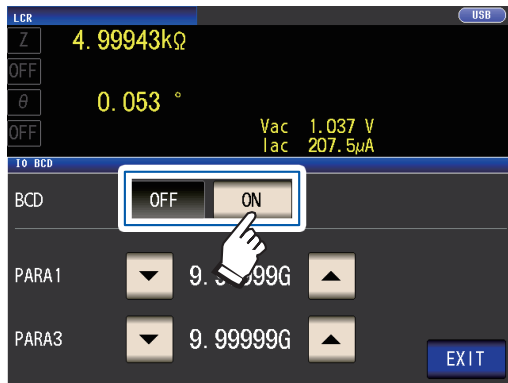 LCR USB
Z 4.99943kΩ
OFF
θ 0.053 °
OFF
Vac 1.037 V
Iac 207.5μA
IO BCD
BCD OFF ON
PARA1 9. 999G
PARA3 9.99999G
EXIT